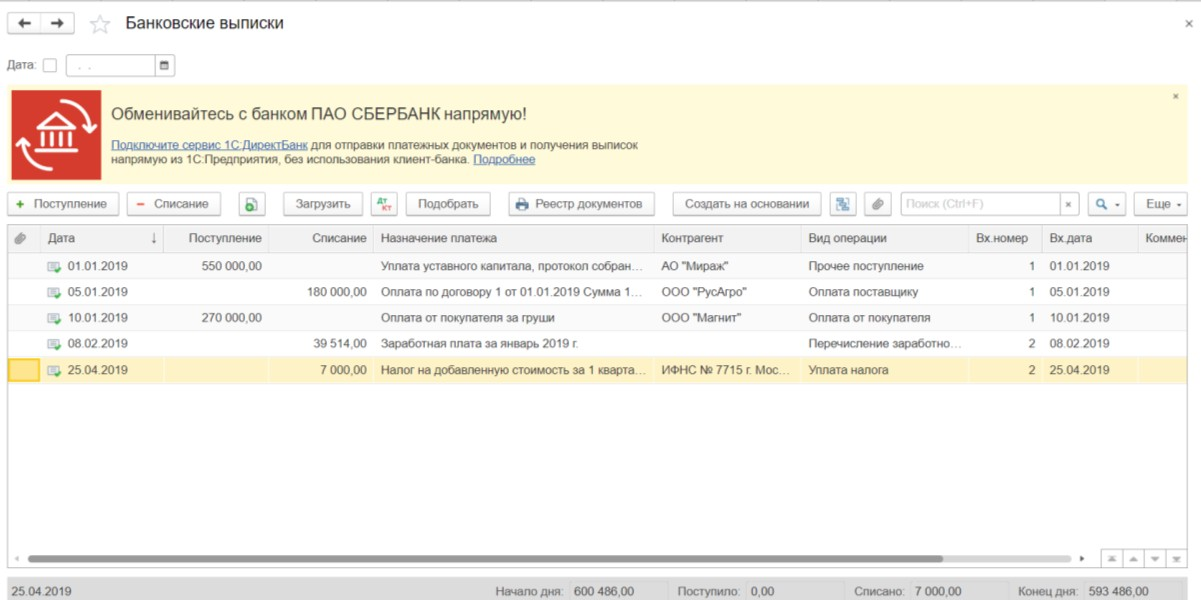 Банковские выписки
Дата: . .
Обменивайтесь с банком ПАО СБЕРБАНК напрямую!
Подключите сервис 1С:ДиректБанк для отправки платежных документов и получения выписок
напрямую из 1С:Предприятия, без использования клиент-банка. Подробнее
+ Поступление − Списание Загрузить Дт Кт Подобрать Реестр документов Создать на основании Поиск (Ctrl+F) × Еще
Дата ↓ Поступление Списание Назначение платежа Контрагент Вид операции Вх.номер Вх.дата Коммен
01.01.2019 550 000,00 Уплата уставного капитала, протокол собран... АО "Мираж" Прочее поступление 1 01.01.2019
05.01.2019 180 000,00 Оплата по договору 1 от 01.01.2019 Сумма 1... ООО "РусАгро" Оплата поставщику 1 05.01.2019
10.01.2019 270 000,00 Оплата от покупателя за груши ООО "Магнит" Оплата от покупателя 1 10.01.2019
08.02.2019 39 514,00 Заработная плата за январь 2019 г. Перечисление заработно... 2 08.02.2019
25.04.2019 7 000,00 Налог на добавленную стоимость за 1 кварта... ИФНС № 7715 г. Мос... Уплата налога 2 25.04.2019
25.04.2019 Начало дня: 600 486,00 Поступило: 0,00 Списано: 7 000,00 Конец дня: 593 486,00